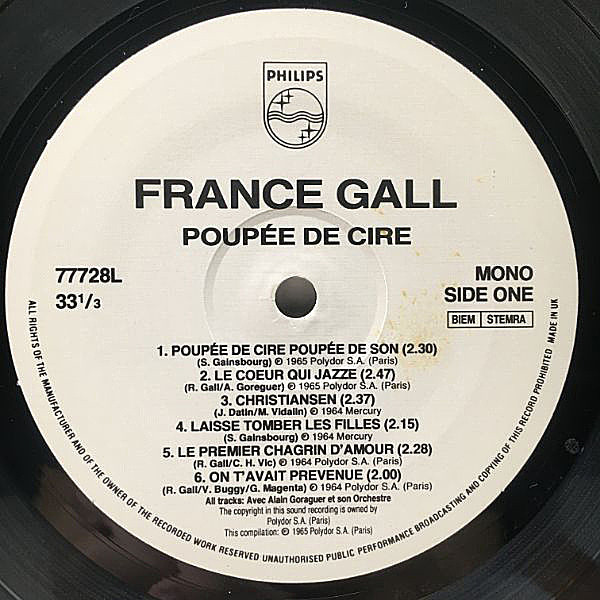 PHILIPS
FRANCE GALL
POUPÉE DE CIRE
77728L
33 1/3
MONO
SIDE ONE
BIEM STEMRA
1. POUPÉE DE CIRE POUPÉE DE SON (2.30)
(S. Gainsbourg) ℗ 1965 Polydor S.A. (Paris)
2. LE COEUR QUI JAZZE (2.47)
(R. Gall/A. Goreguer) ℗ 1965 Polydor S.A. (Paris)
3. CHRISTIANSEN (2.37)
(J. Datin/M. Vidalin) ℗ 1964 Mercury
4. LAISSE TOMBER LES FILLES (2.15)
(S. Gainsbourg) ℗ 1964 Mercury
5. LE PREMIER CHAGRIN D'AMOUR (2.28)
(R. Gall/C. H. Vic) ℗ 1964 Polydor S.A. (Paris)
6. ON T'AVAIT PREVENUE (2.00)
(R. Gall/V. Buggy/G. Magenta) ℗ 1964 Polydor S.A. (Paris)
All tracks: Avec Alain Goraguer et son Orchestre
The copyright in this sound recording is owned by
Polydor S.A. (Paris)
This compilation: ℗ 1965 Polydor S.A. (Paris)
ALL RIGHTS OF THE MANUFACTURER AND OF THE OWNER OF THE RECORDED WORK RESERVED UNAUTHORISED PUBLIC PERFORMANCE BROADCASTING AND COPYING OF THIS RECORD PROHIBITED MADE IN UK